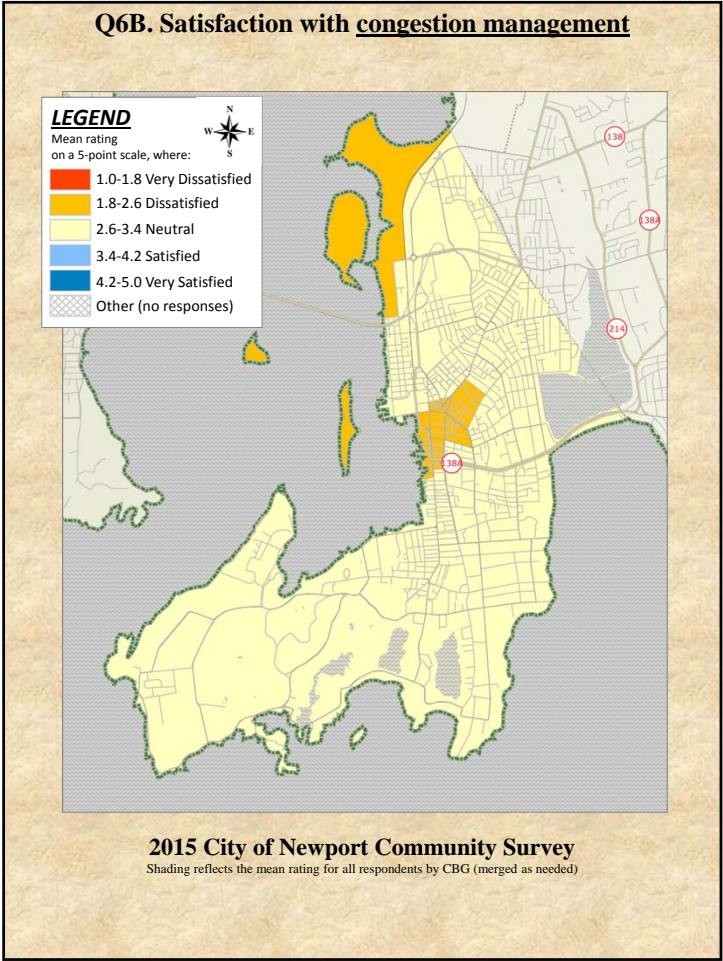 Q6B. Satisfaction with congestion management
LEGEND
Mean rating
on a 5-point scale, where:
N
W E
S
1.0-1.8 Very Dissatisfied
1.8-2.6 Dissatisfied
2.6-3.4 Neutral
3.4-4.2 Satisfied
4.2-5.0 Very Satisfied
Other (no responses)
138
138A
214
138A
2015 City of Newport Community Survey
Shading reflects the mean rating for all respondents by CBG (merged as needed)